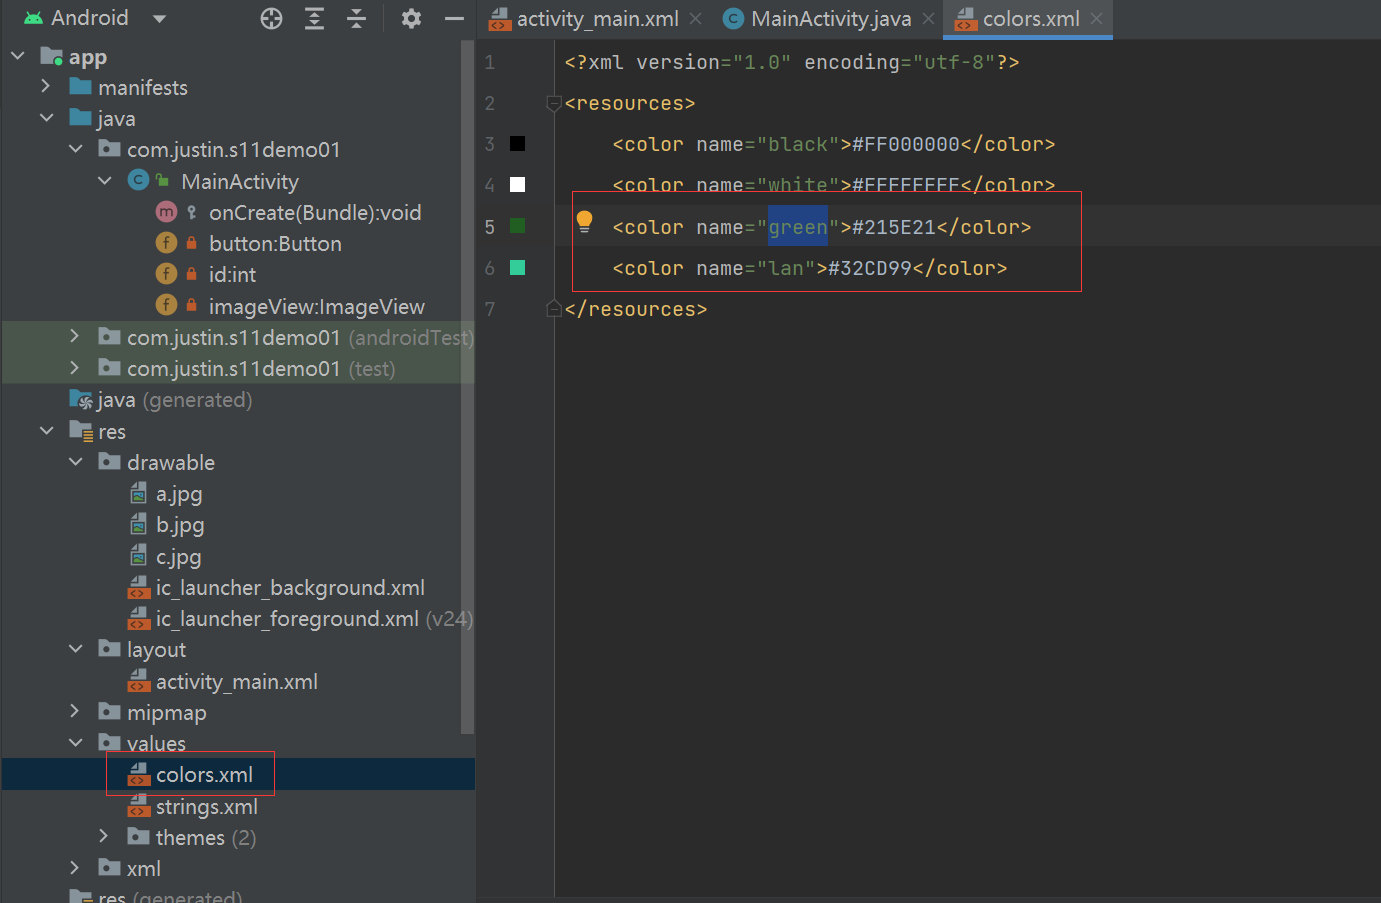 Android
app
manifests
java
com.justin.s11demo01
C MainActivity
m onCreate(Bundle):void
f button:Button
f id:int
f imageView:ImageView
com.justin.s11demo01 (androidTest)
com.justin.s11demo01 (test)
java (generated)
res
drawable
a.jpg
b.jpg
c.jpg
ic_launcher_background.xml
ic_launcher_foreground.xml (v24)
layout
activity_main.xml
mipmap
values
colors.xml
strings.xml
themes (2)
xml
res (generated)
activity_main.xml C MainActivity.java colors.xml
1 <?xml version="1.0" encoding="utf-8"?>
2 <resources>
3 <color name="black">#FF000000</color>
4 <color name="white">#FFFFFFFF</color>
5 <color name="green">#215E21</color>
6 <color name="lan">#32CD99</color>
7 </resources>